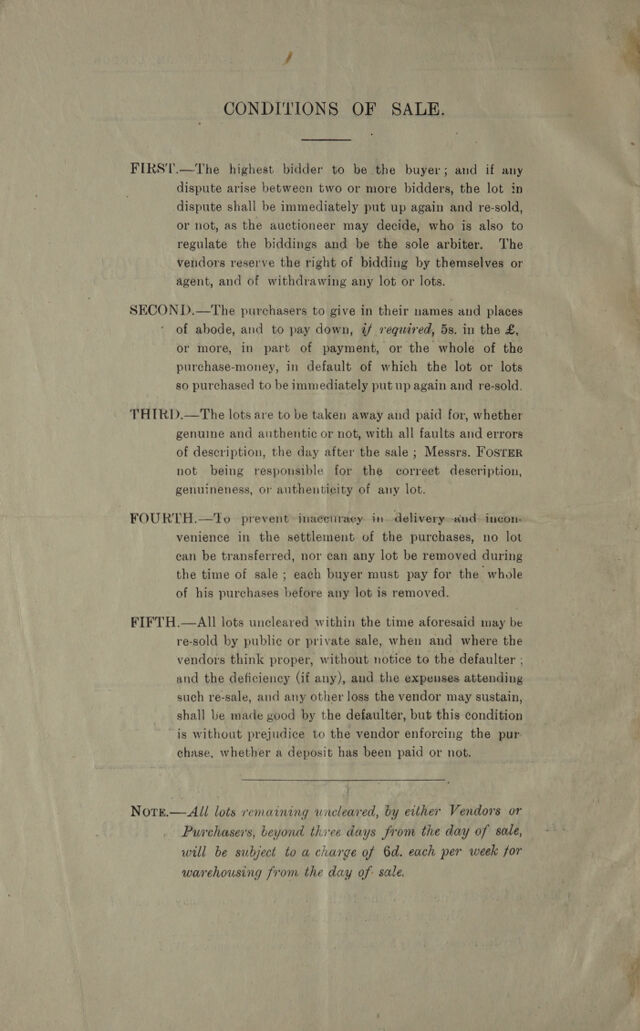 CONDITIONS OF SALE.
FIRST.—The highest bidder to be the buyer; and if any
dispute arise between two or more bidders, the lot in
dispute shall be immediately put up again and re-sold,
or not, as the auctioneer may decide, who is also to
regulate the biddings and be the sole arbiter. The
vendors reserve the right of bidding by themselves or
agent, and of withdrawing any lot or lots.
SECOND.—The purchasers to give in their names and places
of abode, and to pay down, if required, 5s. in the £,
or more, in part of payment, or the whole of the
purchase-money, in default of which the lot or lots
so purchased to be immediately put up again and re-sold.
THIRD.—The lots are to be taken away and paid for, whether
genuine and authentic or not, with all faults and errors
of description, the day after the sale; Messrs. FOSTER
not being responsible for the correct description,
genuineness, or authenticity of any lot.
FOURTH.—To prevent inaccuracy in delivery and incon-
venience in the settlement of the purchases, no lot
can be transferred, nor can any lot be removed during
the time of sale; each buyer must pay for the whole
of his purchases before any lot is removed.
FIFTH.—All lots uncleared within the time aforesaid may be
re-sold by public or private sale, when and where the
vendors think proper, without notice to the defaulter;
and the deficiency (if any), and the expenses attending
such re-sale, and any other loss the vendor may sustain,
shall be made good by the defaulter, but this condition
is without prejudice to the vendor enforcing the pur-
chase, whether a deposit has been paid or not.
NOTE.—All lots remaining uncleared, by either Vendors or
Purchasers, beyond three days from the day of sale,
will be subject to a charge of 6d. each per week for
warehousing from the day of sale.